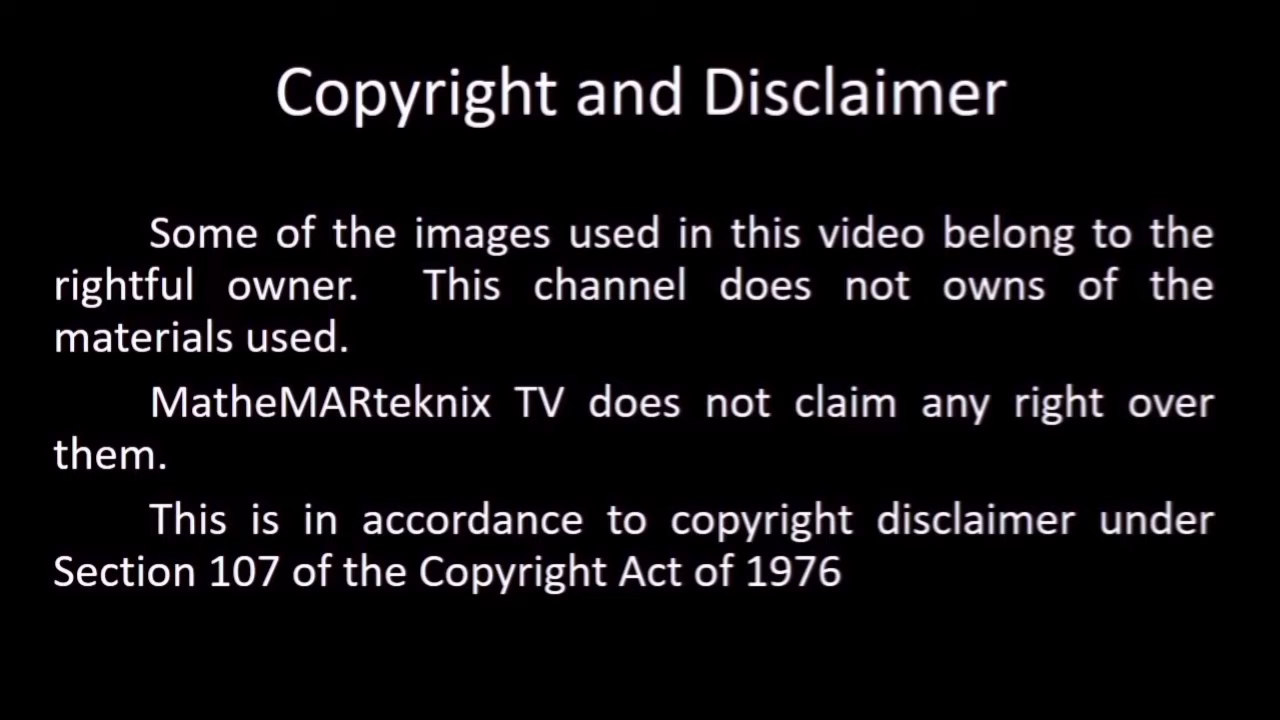 Copyright and Disclaimer
Some of the images used in this video belong to the
rightful owner. This channel does not owns of the
materials used.
MatheMARteknix TV does not claim any right over
them.
This is in accordance to copyright disclaimer under
Section 107 of the Copyright Act of 1976